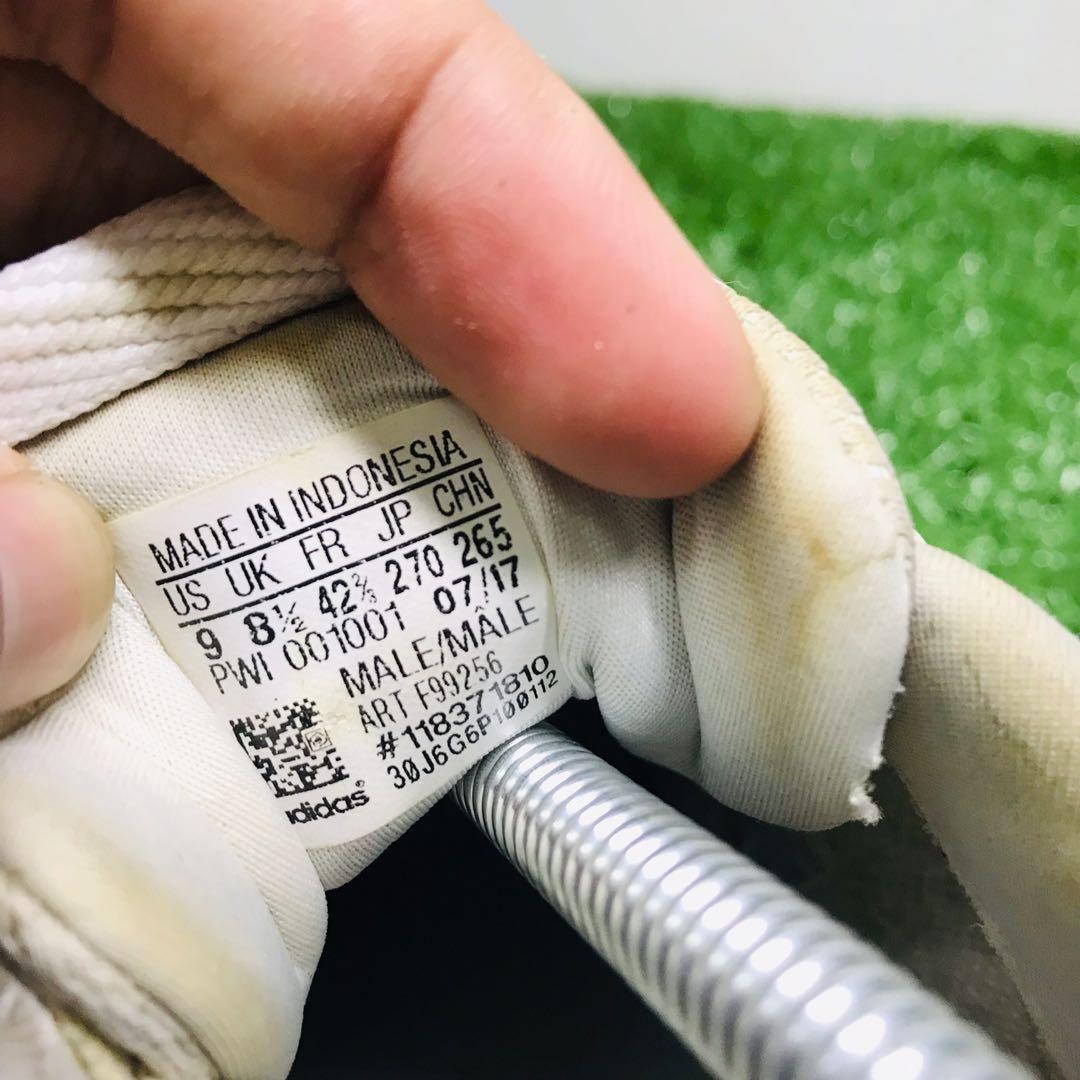 MADE IN INDONESIA
US UK FR JP CHN
9 8½ 42⅔ 270 265
PWI 001001 07/17
MALE/MÂLE
ART F99256
#118371810
30J6G6P100112
adidas®